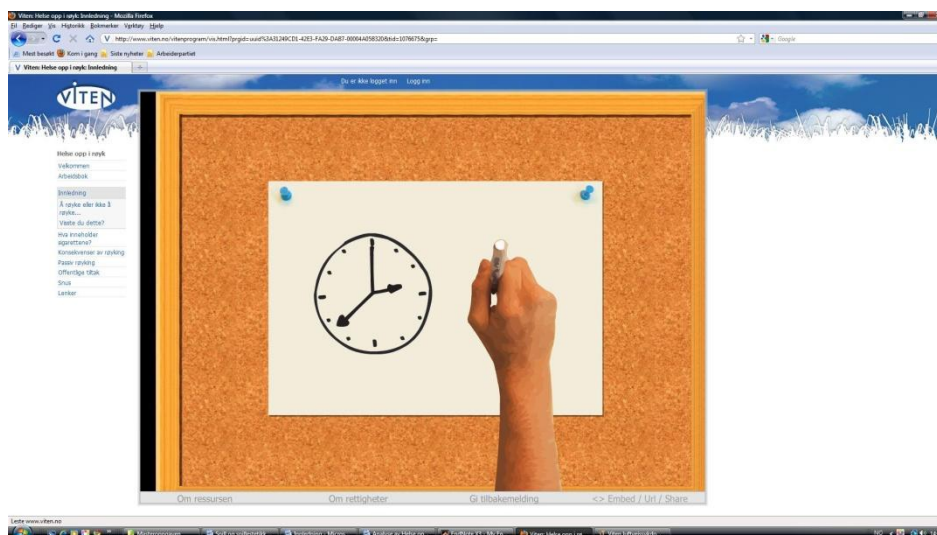 Viten: Helse opp i røyk: Innledning - Mozilla Firefox
Fil Rediger Vis Historikk Bokmerker Verktøy Hjelp
Google
Mest besøkt Kom i gang Siste nyheter Arbeiderpartiet
V Viten: Helse opp i røyk: Innledning
Du er ikke logget inn Logg inn
VITEN
Helse opp i røyk
Velkommen
Arbeidsbok
Innledning
Å røyke eller ikke å
røyke...
Visste du dette?
Hva inneholder
sigarettene?
Konsekvenser av røyking
Passiv røyking
Offentlige tiltak
Snus
Lenker
Om ressursen Om rettigheter Gi tilbakemelding <> Embed / Url / Share
Leste www.viten.no